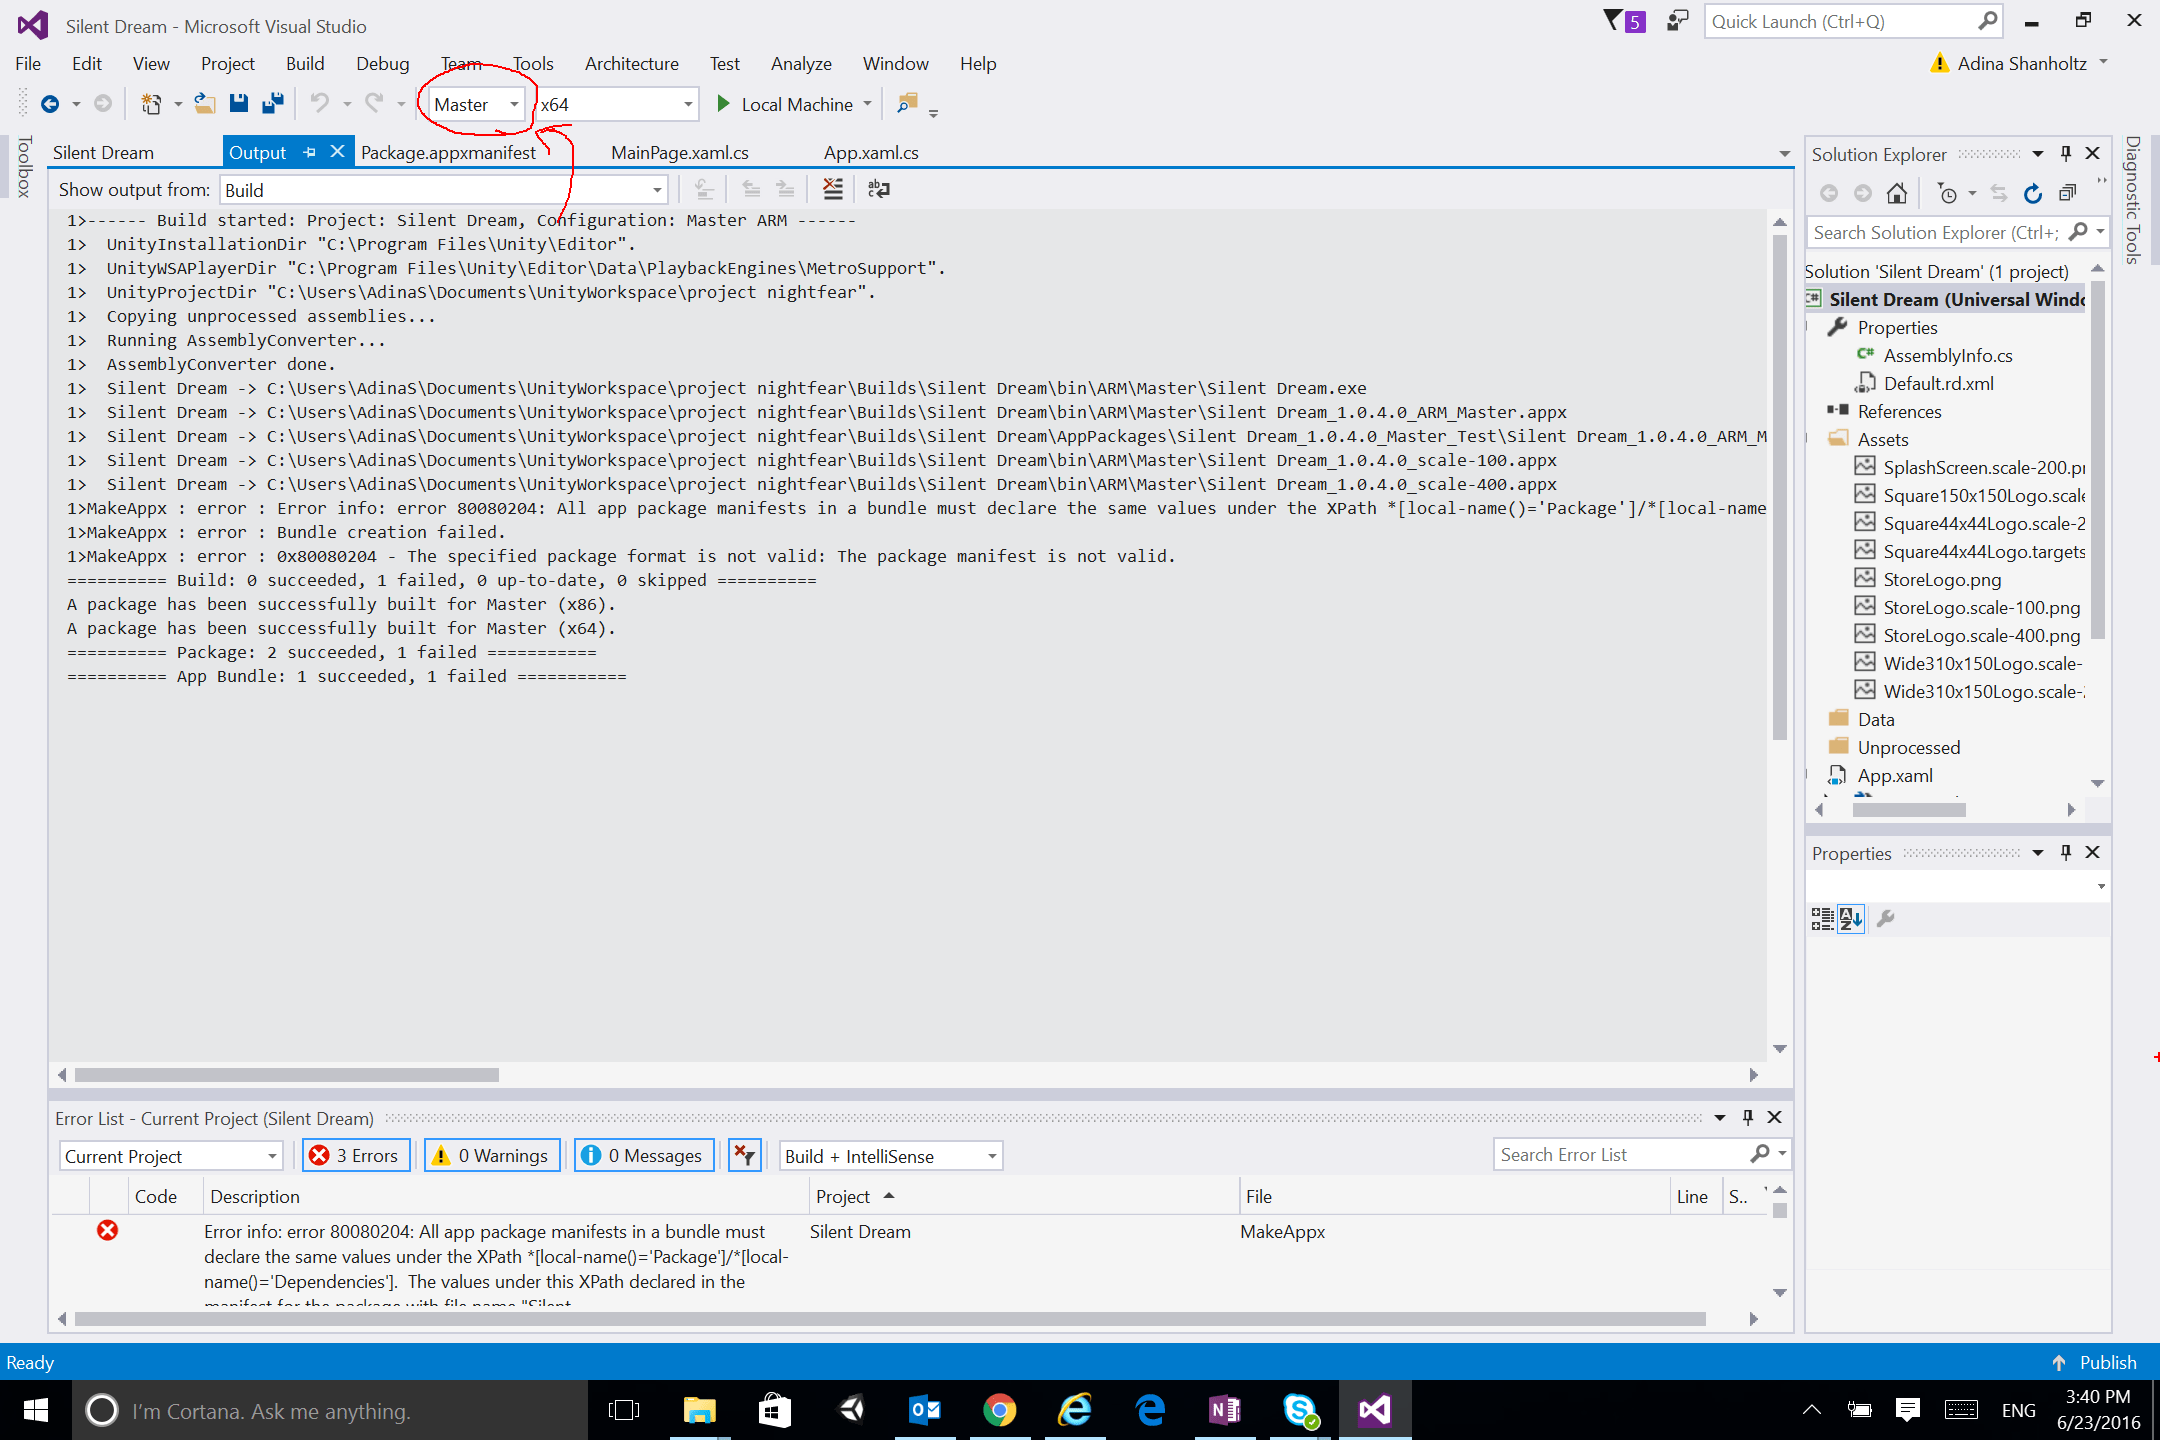 Silent Dream - Microsoft Visual Studio
5
Quick Launch (Ctrl+Q)
File Edit View Project Build Debug Team Tools Architecture Test Analyze Window Help
Adina Shanholtz
Master x64 Local Machine
Toolbox
Silent Dream Output Package.appxmanifest MainPage.xaml.cs App.xaml.cs
Show output from: Build
1>------ Build started: Project: Silent Dream, Configuration: Master ARM ------
1>  UnityInstallationDir "C:\Program Files\Unity\Editor".
1>  UnityWSAPlayerDir "C:\Program Files\Unity\Editor\Data\PlaybackEngines\MetroSupport".
1>  UnityProjectDir "C:\Users\AdinaS\Documents\UnityWorkspace\project nightfear".
1>  Copying unprocessed assemblies...
1>  Running AssemblyConverter...
1>  AssemblyConverter done.
1>  Silent Dream -> C:\Users\AdinaS\Documents\UnityWorkspace\project nightfear\Builds\Silent Dream\bin\ARM\Master\Silent Dream.exe
1>  Silent Dream -> C:\Users\AdinaS\Documents\UnityWorkspace\project nightfear\Builds\Silent Dream\bin\ARM\Master\Silent Dream_1.0.4.0_ARM_Master.appx
1>  Silent Dream -> C:\Users\AdinaS\Documents\UnityWorkspace\project nightfear\Builds\Silent Dream\AppPackages\Silent Dream_1.0.4.0_Master_Test\Silent Dream_1.0.4.0_ARM_M
1>  Silent Dream -> C:\Users\AdinaS\Documents\UnityWorkspace\project nightfear\Builds\Silent Dream\bin\ARM\Master\Silent Dream_1.0.4.0_scale-100.appx
1>  Silent Dream -> C:\Users\AdinaS\Documents\UnityWorkspace\project nightfear\Builds\Silent Dream\bin\ARM\Master\Silent Dream_1.0.4.0_scale-400.appx
1>MakeAppx : error : Error info: error 80080204: All app package manifests in a bundle must declare the same values under the XPath *[local-name()='Package']/*[local-name
1>MakeAppx : error : Bundle creation failed.
1>MakeAppx : error : 0x80080204 - The specified package format is not valid: The package manifest is not valid.
========== Build: 0 succeeded, 1 failed, 0 up-to-date, 0 skipped ==========
A package has been successfully built for Master (x86).
A package has been successfully built for Master (x64).
========== Package: 2 succeeded, 1 failed ===========
========== App Bundle: 1 succeeded, 1 failed ===========
Solution Explorer
Search Solution Explorer (Ctrl+;
Solution 'Silent Dream' (1 project)
Silent Dream (Universal Windo
Properties
AssemblyInfo.cs
Default.rd.xml
References
Assets
SplashScreen.scale-200.pn
Square150x150Logo.scale
Square44x44Logo.scale-2
Square44x44Logo.targets
StoreLogo.png
StoreLogo.scale-100.png
StoreLogo.scale-400.png
Wide310x150Logo.scale-
Wide310x150Logo.scale-
Data
Unprocessed
App.xaml
Properties
Diagnostic Tools
Error List - Current Project (Silent Dream)
Current Project 3 Errors 0 Warnings 0 Messages Build + IntelliSense Search Error List
Code Description Project File Line S..
Error info: error 80080204: All app package manifests in a bundle must Silent Dream MakeAppx
declare the same values under the XPath *[local-name()='Package']/*[local-
name()='Dependencies'].  The values under this XPath declared in the
manifest for the package with file name "Silent
Ready Publish
I'm Cortana. Ask me anything.
ENG
3:40 PM
6/23/2016